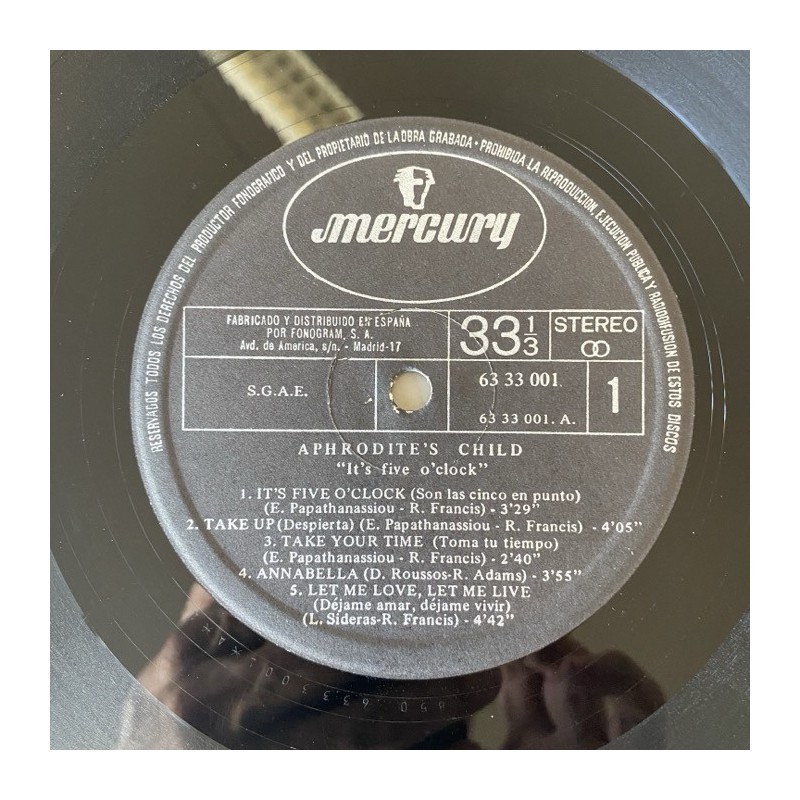 RESERVADOS TODOS LOS DERECHOS DEL PRODUCTOR FONOGRAFICO Y DEL PROPIETARIO DE LA OBRA GRABADA • PROHIBIDA LA REPRODUCCION, EJECUCION PUBLICA Y RADIODIFUSION DE ESTOS DISCOS
mercury
FABRICADO Y DISTRIBUIDO EN ESPAÑA
POR FONOGRAM, S. A.
Avd. de America, s/n. - Madrid-17
33 1/3
STEREO
S.G.A.E.
63 33 001
63 33 001. A.
1
APHRODITE'S CHILD
"It's five o'clock"
1. IT'S FIVE O'CLOCK (Son las cinco en punto)
(E. Papathanassiou - R. Francis) - 3'29"
2. TAKE UP (Despierta) (E. Papathanassiou - R. Francis) - 4'05"
3. TAKE YOUR TIME (Toma tu tiempo)
(E. Papathanassiou - R. Francis) - 2'40"
4. ANNABELLA (D. Roussos-R. Adams) - 3'55"
5. LET ME LOVE, LET ME LIVE
(Déjame amar, déjame vivir)
(L. Sideras-R. Francis) - 4'42"